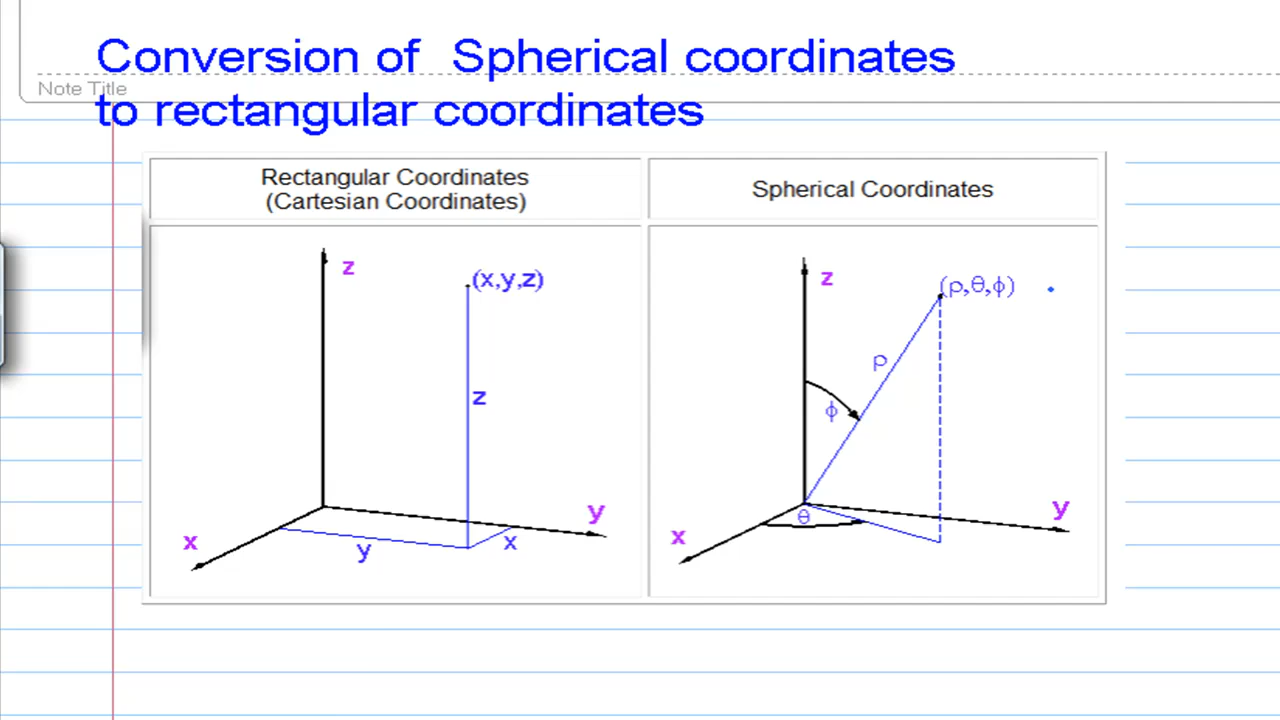 Conversion of Spherical coordinates
Note Title
to rectangular coordinates
Rectangular Coordinates
(Cartesian Coordinates)
Spherical Coordinates
z
(x,y,z)
z
y
x
y
x
z
(ρ,θ,ϕ)
ρ
ϕ
θ
y
x